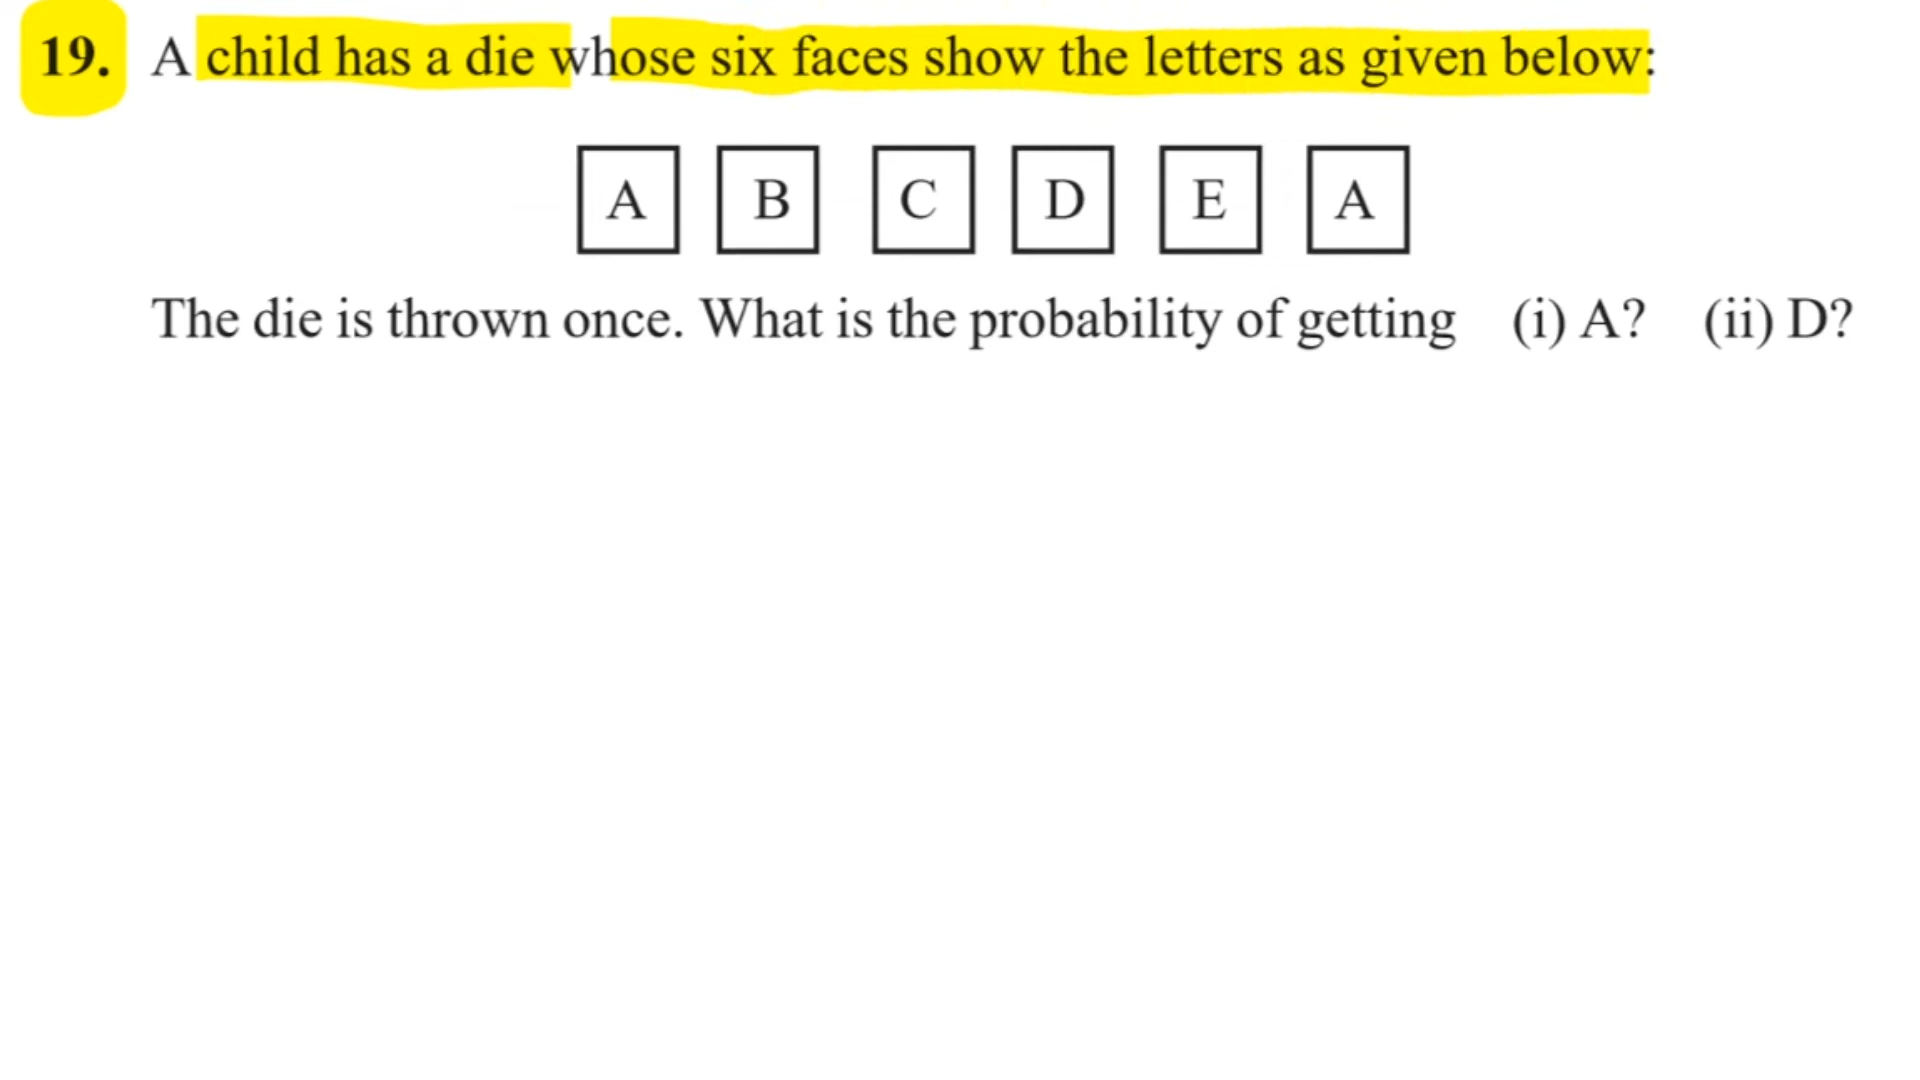 19. A child has a die whose six faces show the letters as given below:
A B C D E A
The die is thrown once. What is the probability of getting (i) A? (ii) D?